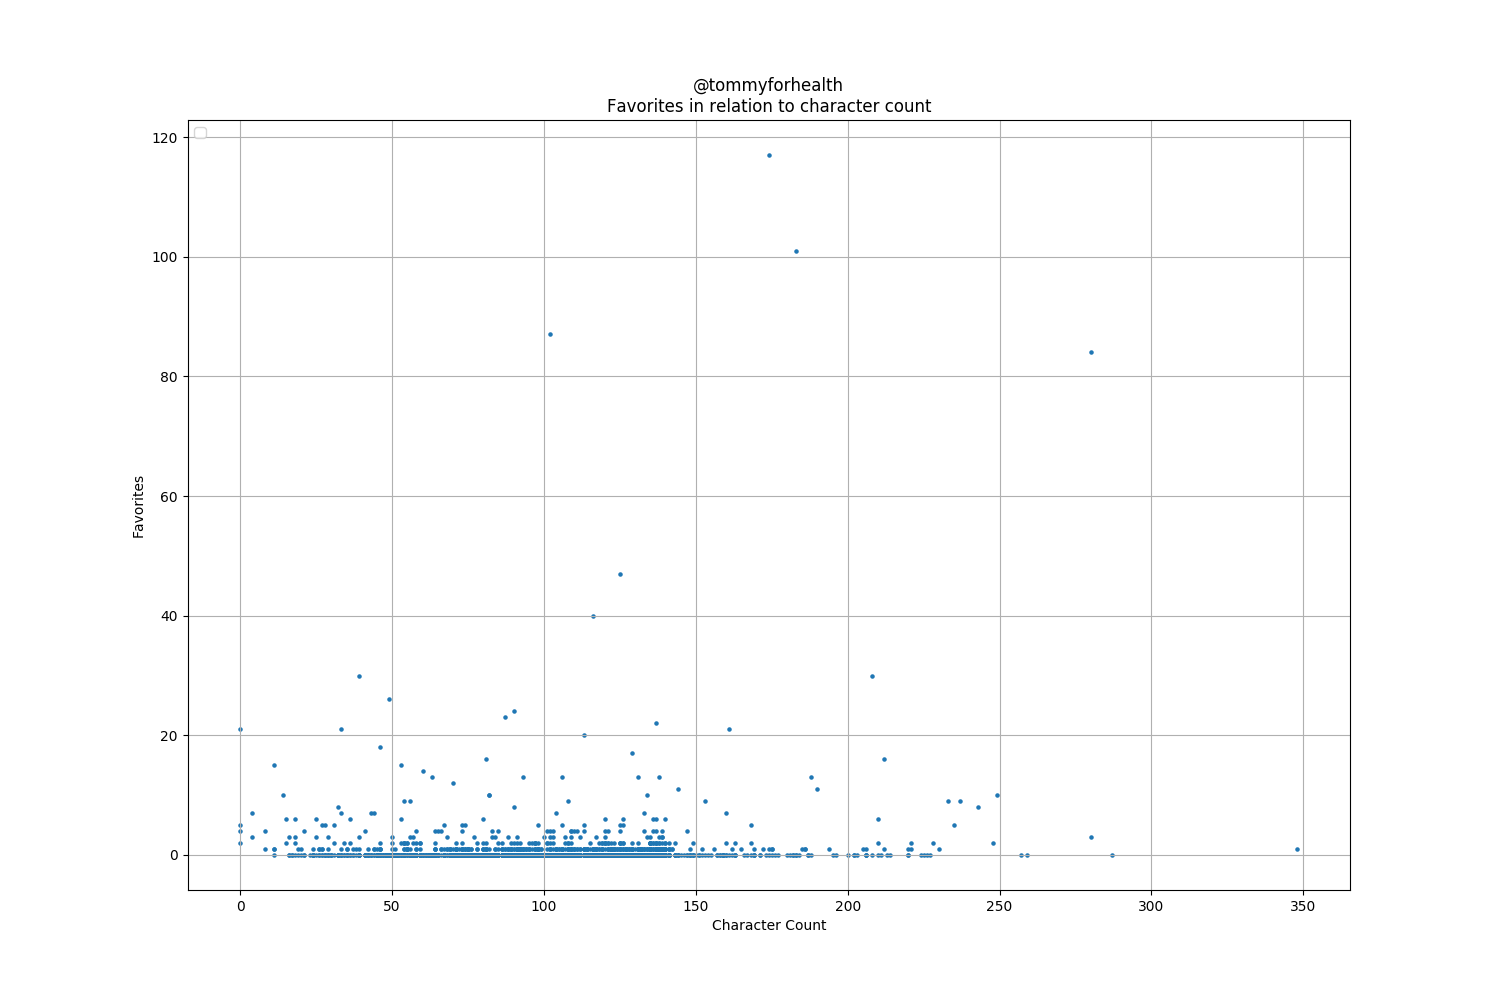 @tommyforhealth
Favorites in relation to character count
120
100
80
60
40
20
0
Favorites
0 50 100 150 200 250 300 350
Character Count